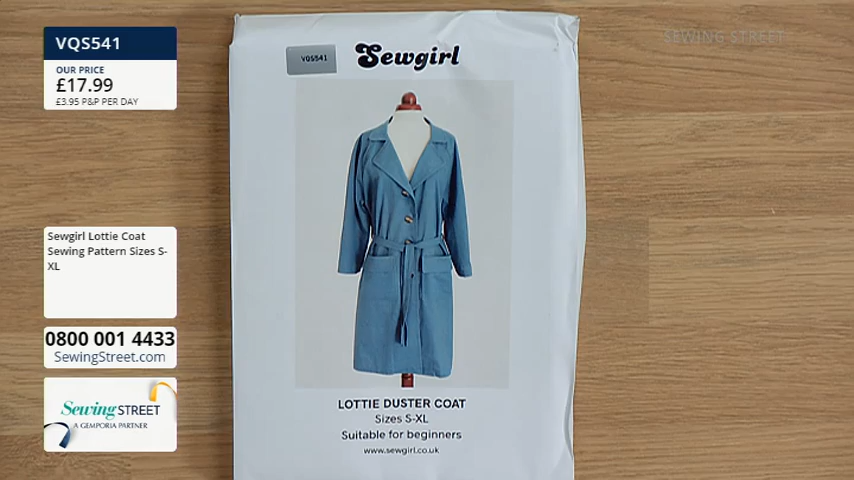 VQS541
OUR PRICE
£17.99
£3.95 P&P PER DAY
Sewgirl Lottie Coat
Sewing Pattern Sizes S-
XL
0800 001 4433
SewingStreet.com
Sewing STREET
A GEMPORIA PARTNER
VQS541
Sewgirl
LOTTIE DUSTER COAT
Sizes S-XL
Suitable for beginners
www.sewgirl.co.uk
SEWING STREET